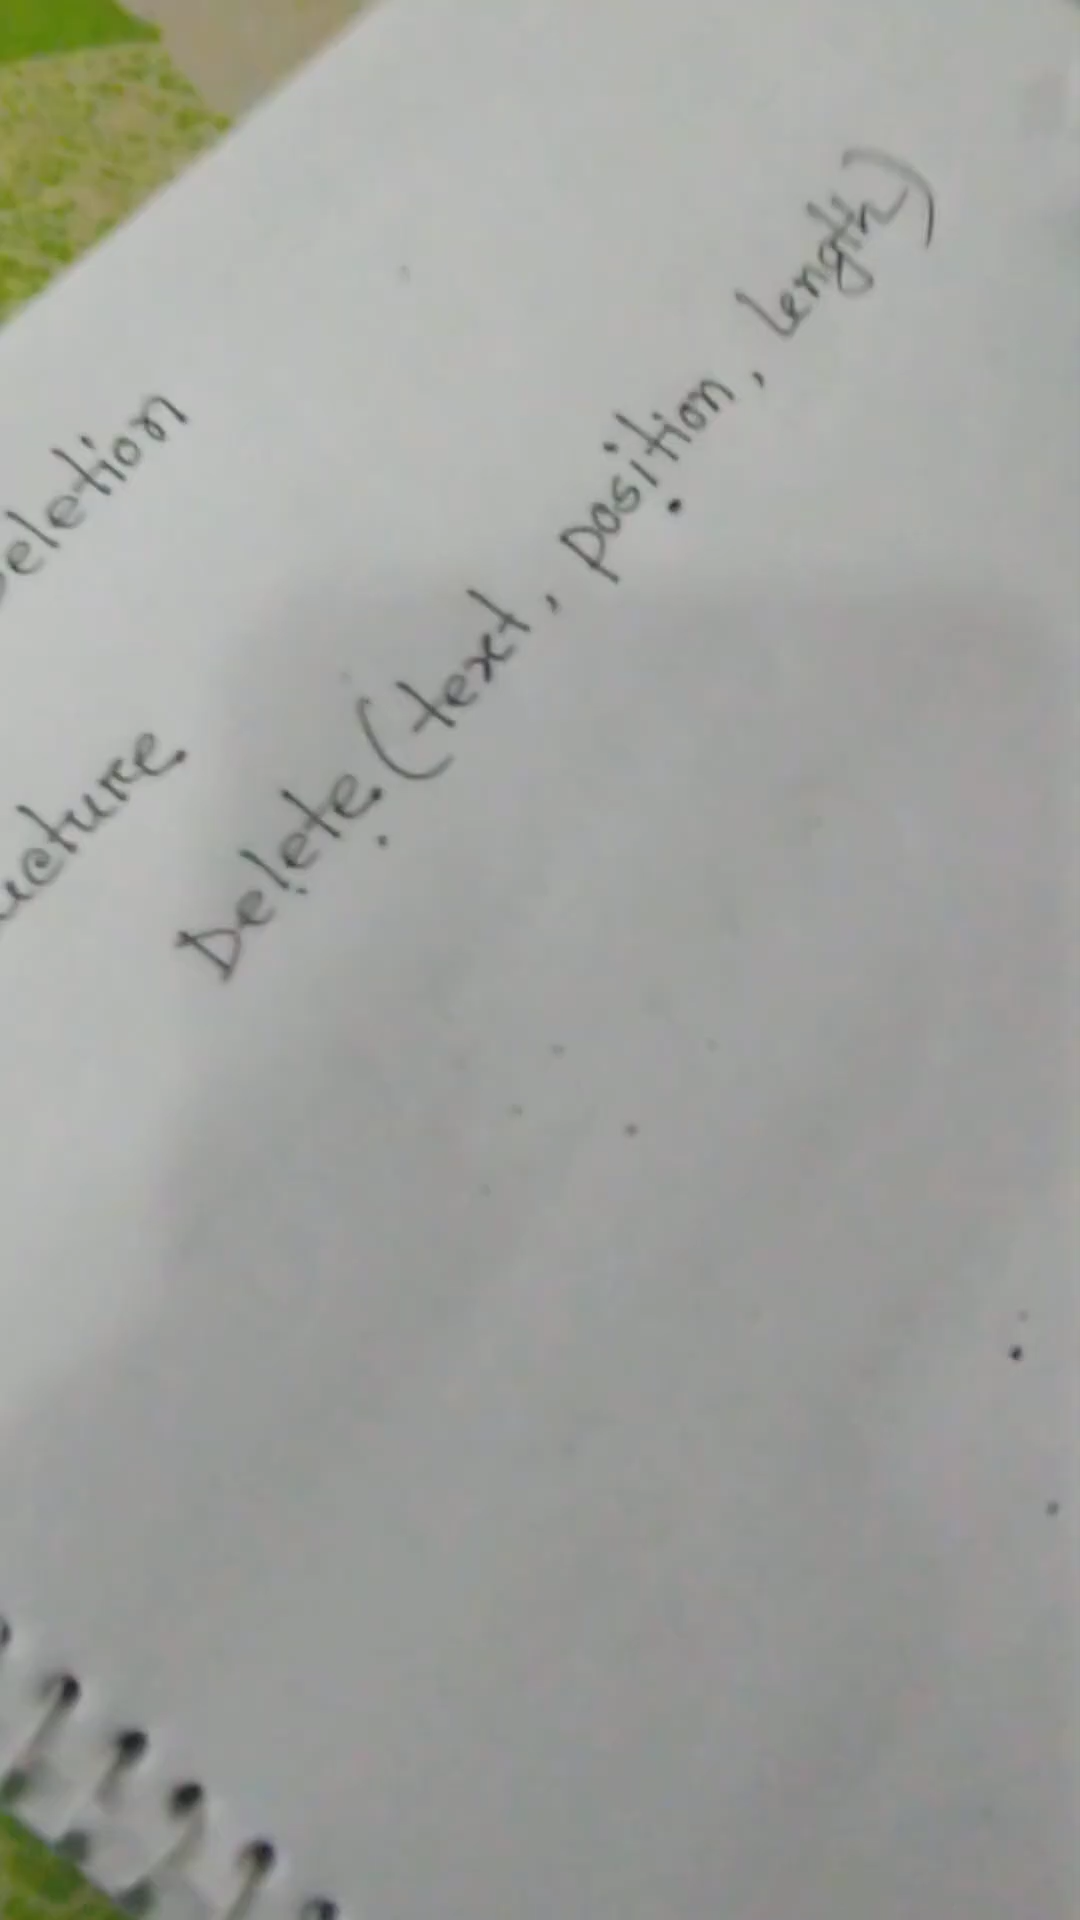 eletion
ucture
Delete (text, position, length)